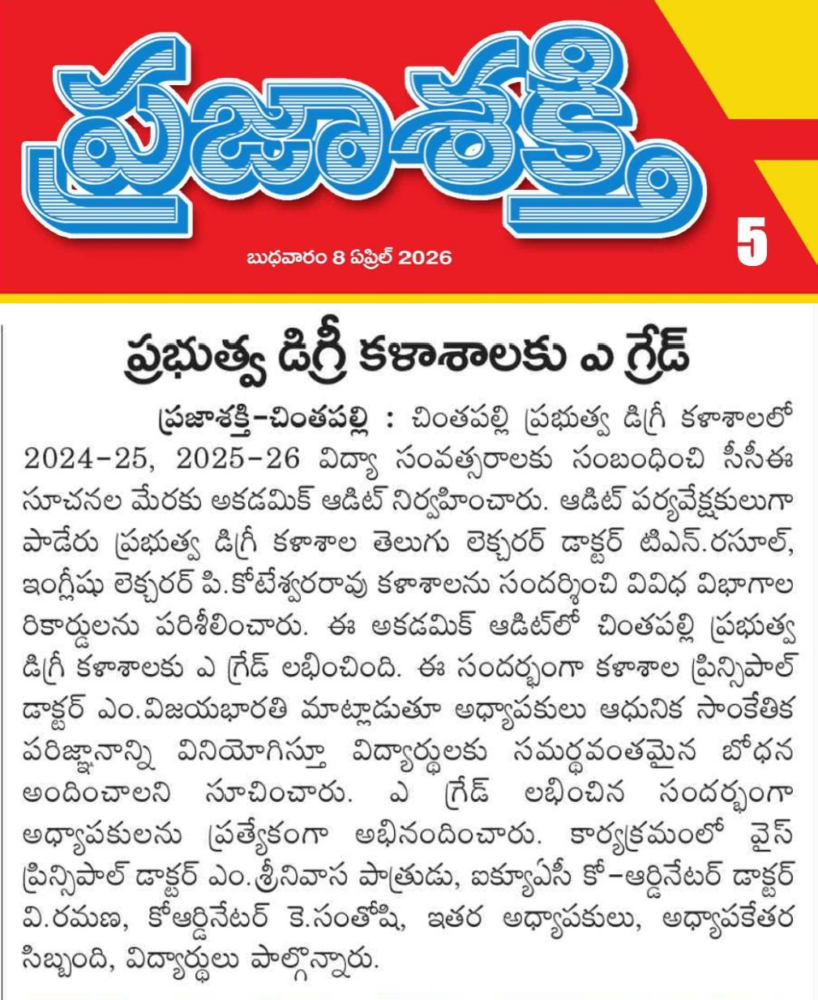 ప్రజాశక్తి
బుధవారం 8 ఏప్రిల్ 2026
5
ప్రభుత్వ డిగ్రీ కళాశాలకు ఎ గ్రేడ్
ప్రజాశక్తి-చింతపల్లి : చింతపల్లి ప్రభుత్వ డిగ్రీ కళాశాలలో
2024-25, 2025-26 విద్యా సంవత్సరాలకు సంబంధించి సీసీఈ
సూచనల మేరకు అకడమిక్ ఆడిట్ నిర్వహించారు. ఆడిట్ పర్యవేక్షకులుగా
పాడేరు ప్రభుత్వ డిగ్రీ కళాశాల తెలుగు లెక్చరర్ డాక్టర్ టిఎన్.రసూల్,
ఇంగ్లీషు లెక్చరర్ పి.కోటేశ్వరరావు కళాశాలను సందర్శించి వివిధ విభాగాల
రికార్డులను పరిశీలించారు. ఈ అకడమిక్ ఆడిట్‌లో చింతపల్లి ప్రభుత్వ
డిగ్రీ కళాశాలకు ఎ గ్రేడ్ లభించింది. ఈ సందర్భంగా కళాశాల ప్రిన్సిపాల్
డాక్టర్ ఎం.విజయభారతి మాట్లాడుతూ అధ్యాపకులు ఆధునిక సాంకేతిక
పరిజ్ఞానాన్ని వినియోగిస్తూ విద్యార్థులకు సమర్థవంతమైన బోధన
అందించాలని సూచించారు. ఎ గ్రేడ్ లభించిన సందర్భంగా
అధ్యాపకులను ప్రత్యేకంగా అభినందించారు. కార్యక్రమంలో వైస్
ప్రిన్సిపాల్ డాక్టర్ ఎం.శ్రీనివాస పాత్రుడు, ఐక్యూఏసీ కో-ఆర్డినేటర్ డాక్టర్
వి.రమణ, కోఆర్డినేటర్ కె.సంతోషి, ఇతర అధ్యాపకులు, అధ్యాపకేతర
సిబ్బంది, విద్యార్థులు పాల్గొన్నారు.